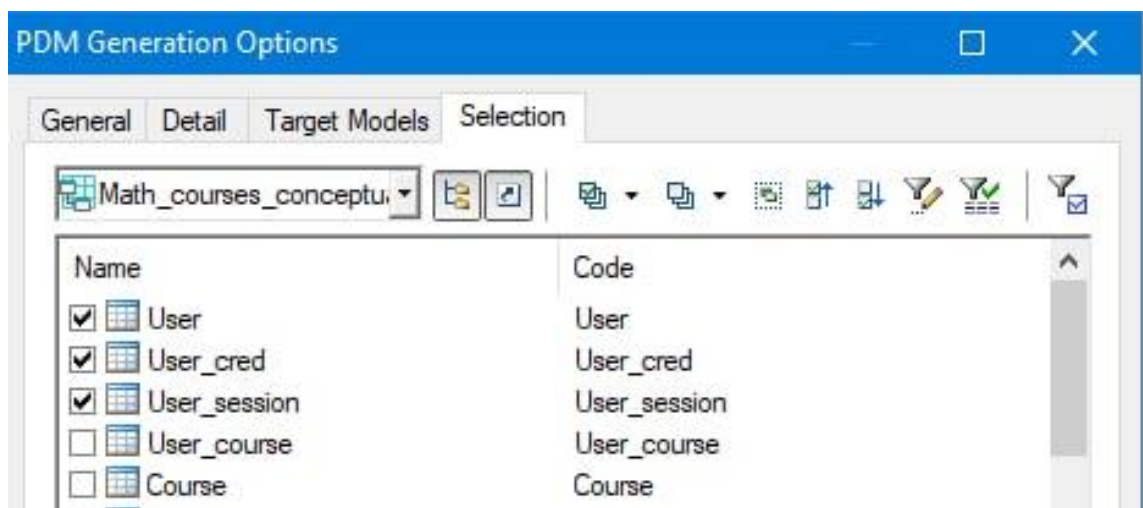 PDM Generation Options
General Detail Target Models Selection
Math_courses_conceptu
Name Code
User User
User_cred User_cred
User_session User_session
User_course User_course
Course Course